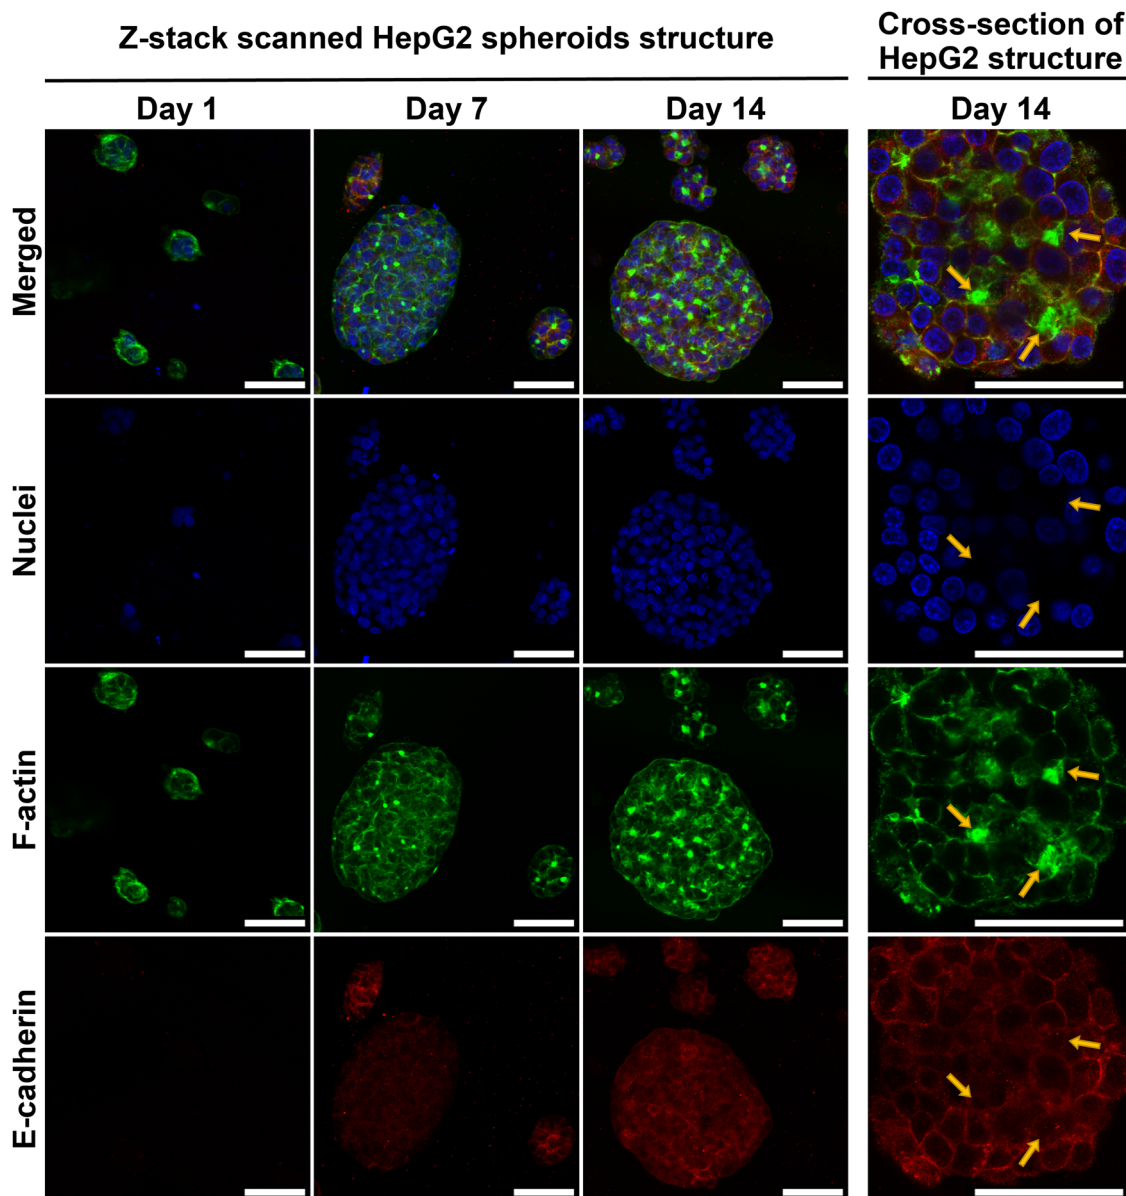 Z-stack scanned HepG2 spheroids structure
Cross-section of
HepG2 structure
Day 1
Day 7
Day 14
Day 14
Merged
Nuclei
F-actin
E-cadherin